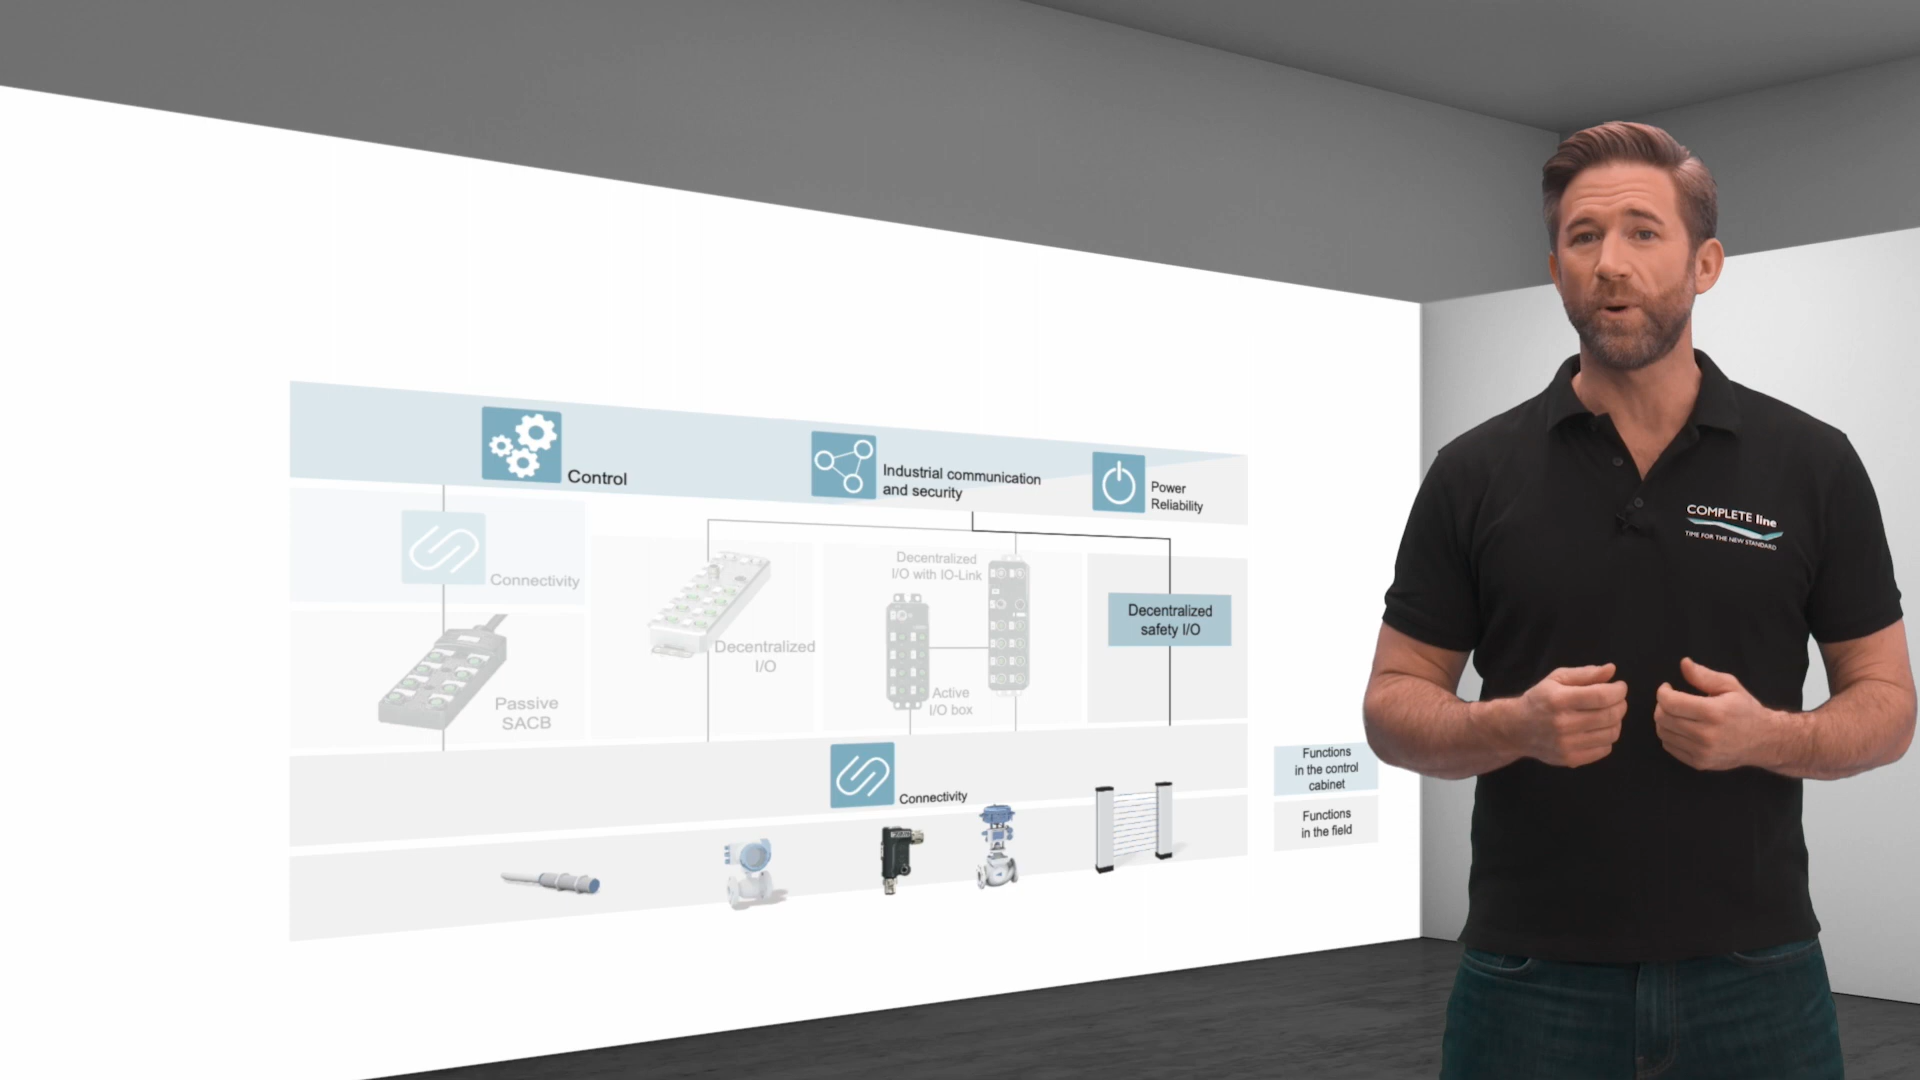 Control
Industrial communication
and security
Power
Reliability
Connectivity
Decentralized
I/O with IO-Link
Decentralized
safety I/O
Decentralized
I/O
Passive
SACB
Active
I/O box
Connectivity
Functions
in the control
cabinet
Functions
in the field
COMPLETE line
TIME FOR THE NEW STANDARD